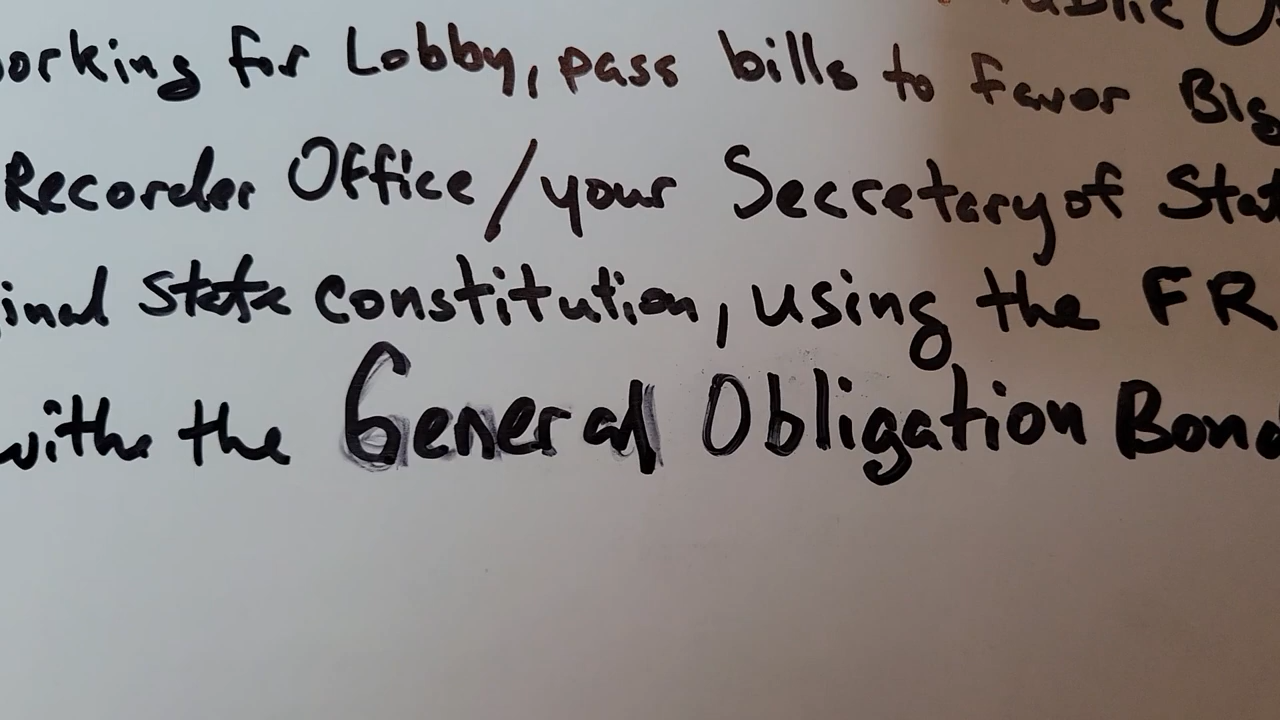 ublic O
orking for Lobby, pass bills to favor Big
Recorder Office/your Secretary of Stat
inal State constitution, using the FR
with the General Obligation Bond